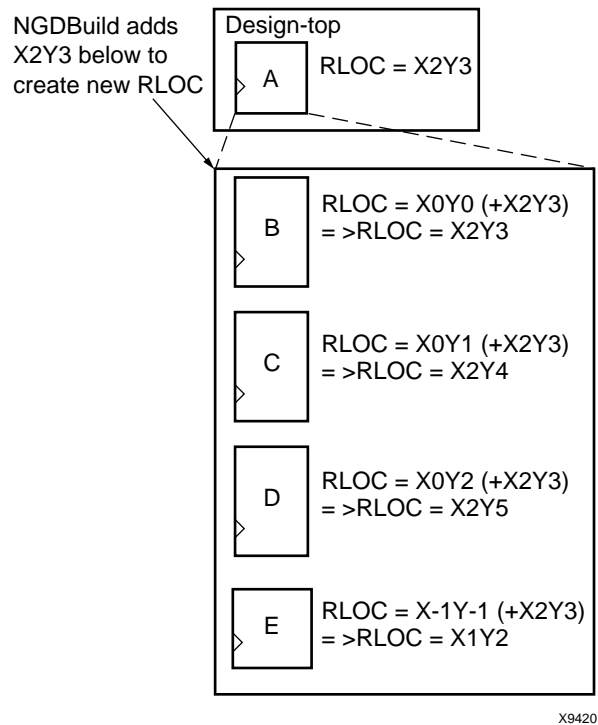 NGDBuild adds
X2Y3 below to
create new RLOC
Design-top
A
RLOC = X2Y3
B
RLOC = X0Y0 (+X2Y3)
= >RLOC = X2Y3
C
RLOC = X0Y1 (+X2Y3)
= >RLOC = X2Y4
D
RLOC = X0Y2 (+X2Y3)
= >RLOC = X2Y5
E
RLOC = X-1Y-1 (+X2Y3)
= >RLOC = X1Y2
X9420